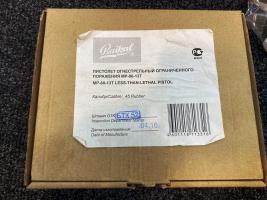 Baikal
ПИСТОЛЕТ ОГНЕСТРЕЛЬНЫЙ ОГРАНИЧЕННОГО
ПОРАЖЕНИЯ МР-80-13Т
MP-80-13T LESS-THAN-LETHAL PISTOL
Калибр/Caliber: .45 Rubber
Штамп ОТК
Inspection Department Stamp
Дата изготовления
Date of Manufacture